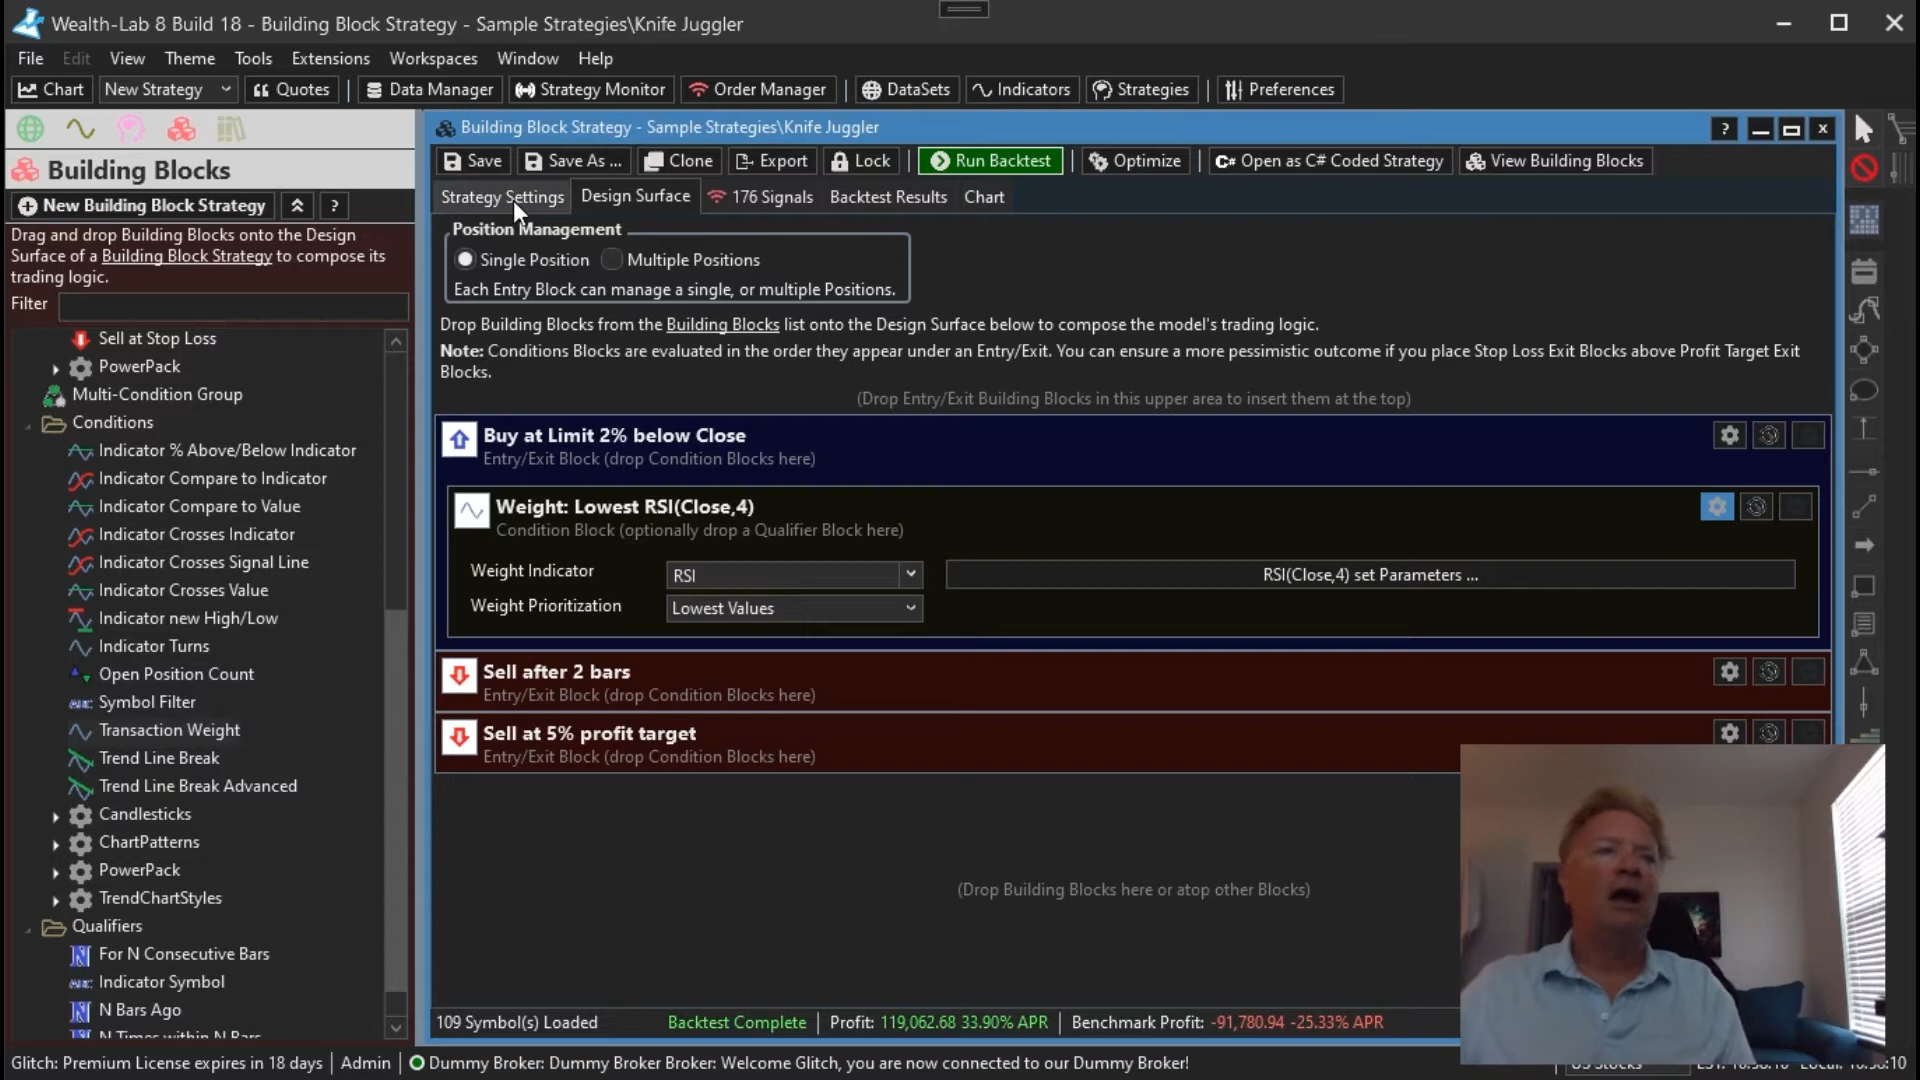 Wealth-Lab 8 Build 18 - Building Block Strategy - Sample Strategies\Knife Juggler
File Edit View Theme Tools Extensions Workspaces Window Help
Chart New Strategy Quotes Data Manager Strategy Monitor Order Manager DataSets Indicators Strategies Preferences
Building Blocks
New Building Block Strategy ?
Drag and drop Building Blocks onto the Design
Surface of a Building Block Strategy to compose its
trading logic.
Filter
Sell at Stop Loss
PowerPack
Multi-Condition Group
Conditions
Indicator % Above/Below Indicator
Indicator Compare to Indicator
Indicator Compare to Value
Indicator Crosses Indicator
Indicator Crosses Signal Line
Indicator Crosses Value
Indicator new High/Low
Indicator Turns
Open Position Count
Symbol Filter
Transaction Weight
Trend Line Break
Trend Line Break Advanced
Candlesticks
ChartPatterns
PowerPack
TrendChartStyles
Qualifiers
For N Consecutive Bars
Indicator Symbol
N Bars Ago
N Times within N Bars
Building Block Strategy - Sample Strategies\Knife Juggler ?
Save Save As ... Clone Export Lock Run Backtest Optimize C# Open as C# Coded Strategy View Building Blocks
Strategy Settings Design Surface 176 Signals Backtest Results Chart
Position Management
Single Position Multiple Positions
Each Entry Block can manage a single, or multiple Positions.
Drop Building Blocks from the Building Blocks list onto the Design Surface below to compose the model's trading logic.
Note: Conditions Blocks are evaluated in the order they appear under an Entry/Exit. You can ensure a more pessimistic outcome if you place Stop Loss Exit Blocks above Profit Target Exit
Blocks.
(Drop Entry/Exit Building Blocks in this upper area to insert them at the top)
Buy at Limit 2% below Close
Entry/Exit Block (drop Condition Blocks here)
Weight: Lowest RSI(Close,4)
Condition Block (optionally drop a Qualifier Block here)
Weight Indicator RSI RSI(Close,4) set Parameters ...
Weight Prioritization Lowest Values
Sell after 2 bars
Entry/Exit Block (drop Condition Blocks here)
Sell at 5% profit target
Entry/Exit Block (drop Condition Blocks here)
(Drop Building Blocks here or atop other Blocks)
109 Symbol(s) Loaded Backtest Complete Profit: 119,062.68 33.90% APR Benchmark Profit: -91,780.94 -25.33% APR
Glitch: Premium License expires in 18 days Admin Dummy Broker: Dummy Broker Broker: Welcome Glitch, you are now connected to our Dummy Broker!